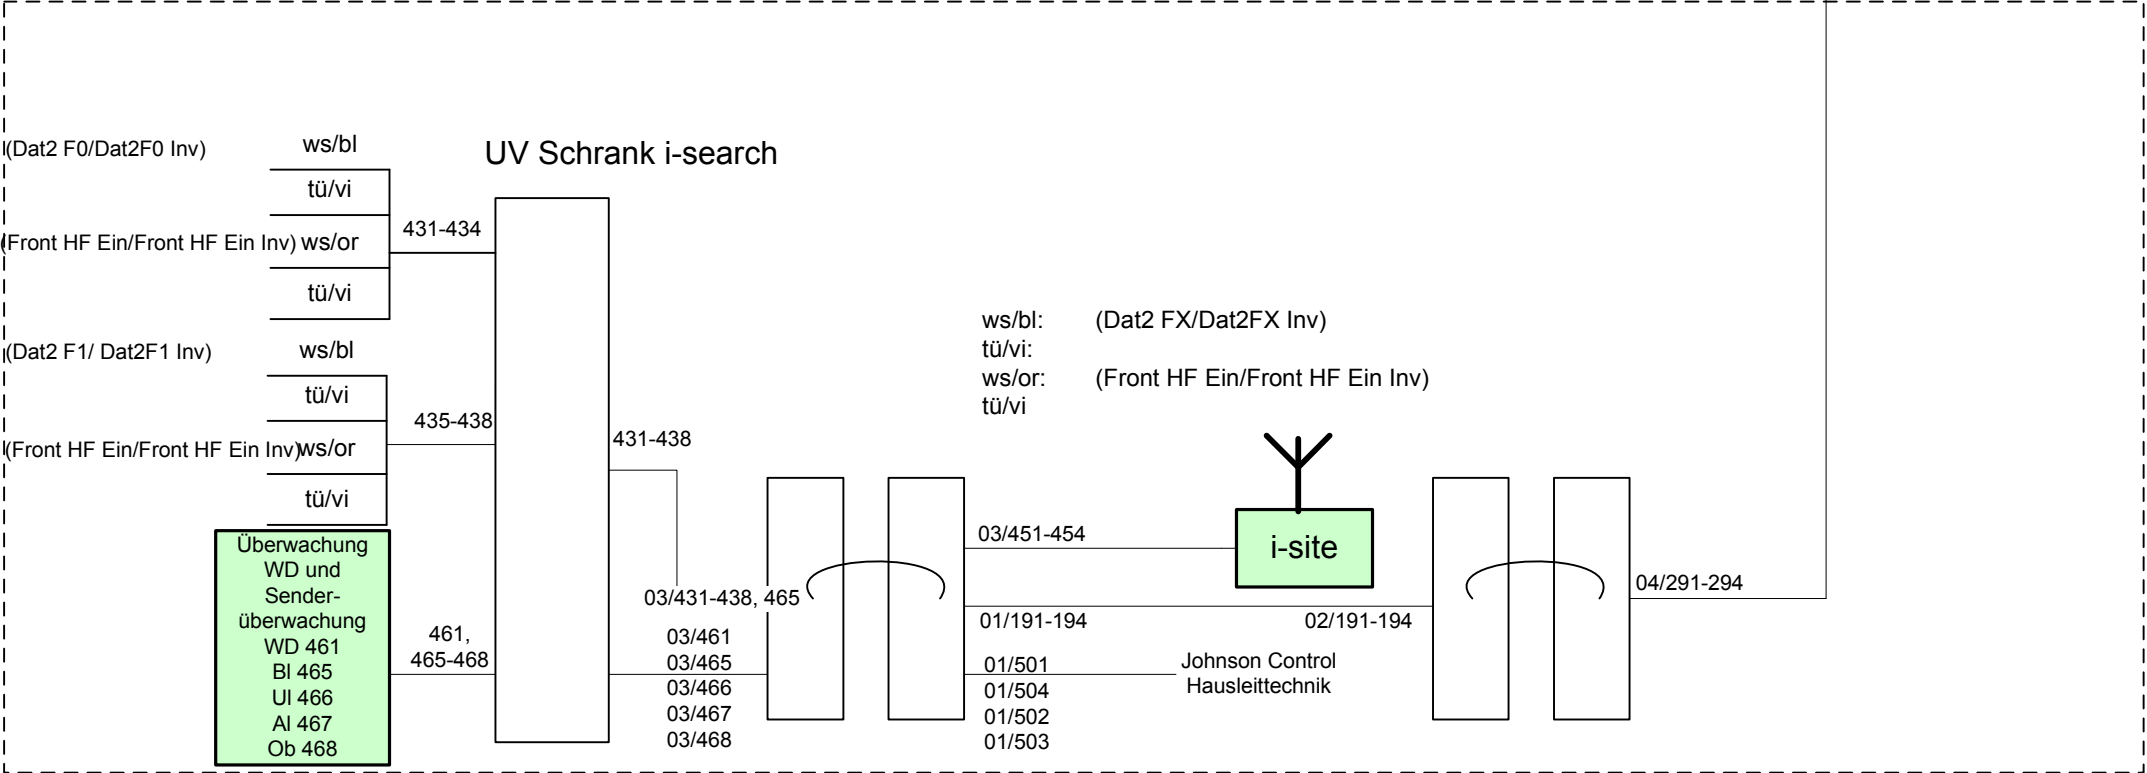 (Dat2 F0/Dat2F0 Inv)
ws/bl
tü/vi
(Front HF Ein/Front HF Ein Inv)
ws/or
tü/vi
431-434
UV Schrank i-search
(Dat2 F1/ Dat2F1 Inv)
ws/bl
tü/vi
(Front HF Ein/Front HF Ein Inv)
ws/or
tü/vi
435-438
431-438
Überwachung
WD und
Sender-
überwachung
WD 461
Bl 465
Ul 466
Al 467
Ob 468
461,
465-468
03/431-438, 465
03/461
03/465
03/466
03/467
03/468
ws/bl: (Dat2 FX/Dat2FX Inv)
tü/vi:
ws/or: (Front HF Ein/Front HF Ein Inv)
tü/vi
03/451-454
i-site
01/191-194
02/191-194
04/291-294
01/501
01/504
01/502
01/503
Johnson Control
Hausleittechnik